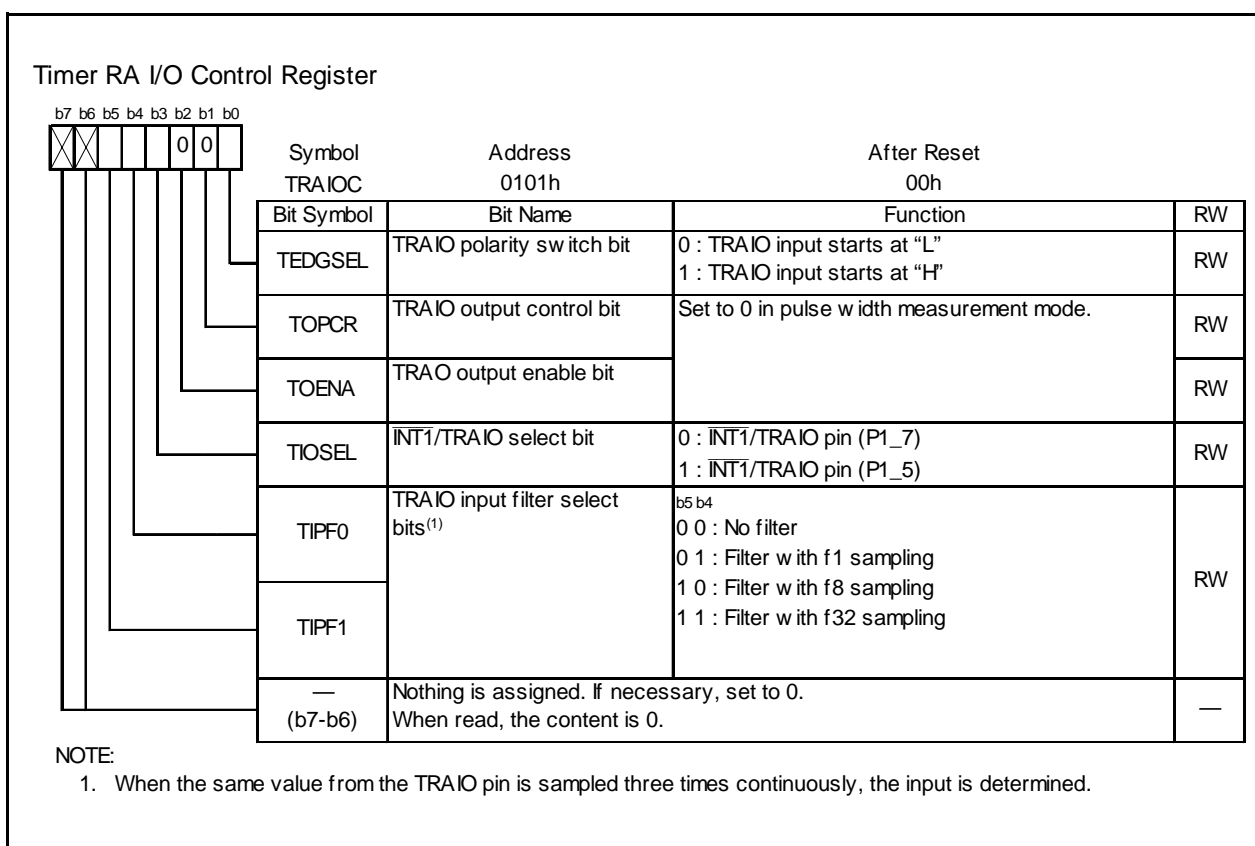 Timer RA I/O Control Register
b7 b6 b5 b4 b3 b2 b1 b0
0 0
Symbol Address After Reset
TRAIOC 0101h 00h
Bit Symbol Bit Name Function RW
TEDGSEL TRAIO polarity switch bit 0 : TRAIO input starts at “L”
1 : TRAIO input starts at “H”
RW
TOPCR TRAIO output control bit Set to 0 in pulse width measurement mode. RW
TOENA TRAO output enable bit RW
TIOSEL INT1/TRAIO select bit 0 : INT1/TRAIO pin (P1_7)
1 : INT1/TRAIO pin (P1_5)
RW
TIPF0 TRAIO input filter select
bits(1)
b5 b4
0 0 : No filter
0 1 : Filter with f1 sampling
1 0 : Filter with f8 sampling
1 1 : Filter with f32 sampling
RW
TIPF1
—
(b7-b6)
Nothing is assigned. If necessary, set to 0.
When read, the content is 0.
—
NOTE:
1. When the same value from the TRAIO pin is sampled three times continuously, the input is determined.